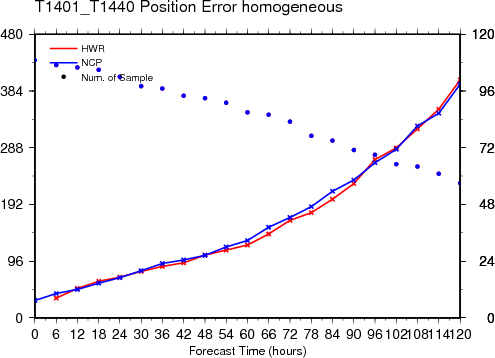 T1401_T1440 Position Error homogeneous
480 120
HWR
NCP
Num. of Sample
384 96
288 72
192 48
96 24
0 0
0 6 12 18 24 30 36 42 48 54 60 66 72 78 84 90 96 102 108 114 120
Forecast Time (hours)